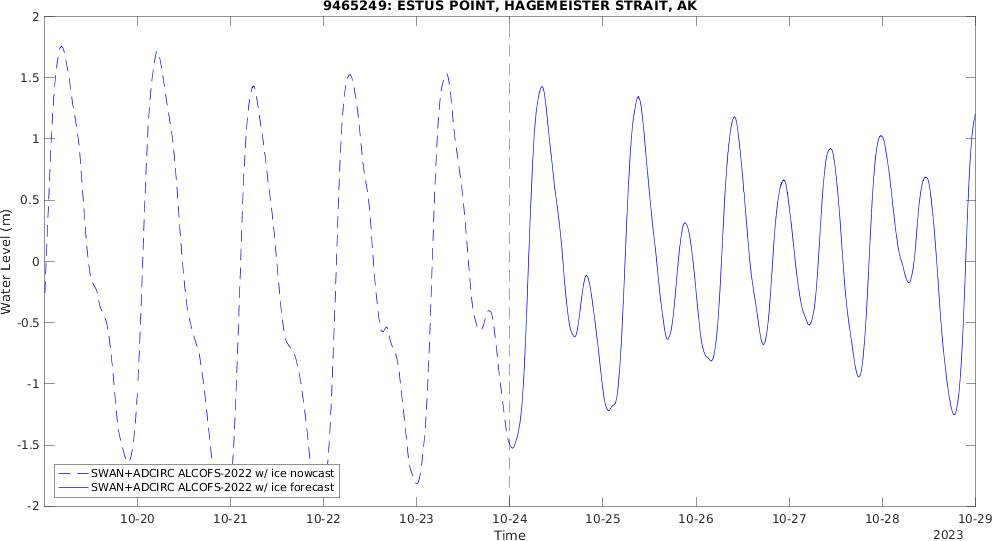 9465249: ESTUS POINT, HAGEMEISTER STRAIT, AK
2
1.5
1
0.5
0
-0.5
-1
-1.5
-2
Water Level (m)
SWAN+ADCIRC ALCOFS-2022 w/ ice nowcast
SWAN+ADCIRC ALCOFS-2022 w/ ice forecast
10-20 10-21 10-22 10-23 10-24 10-25 10-26 10-27 10-28 10-29
Time
2023